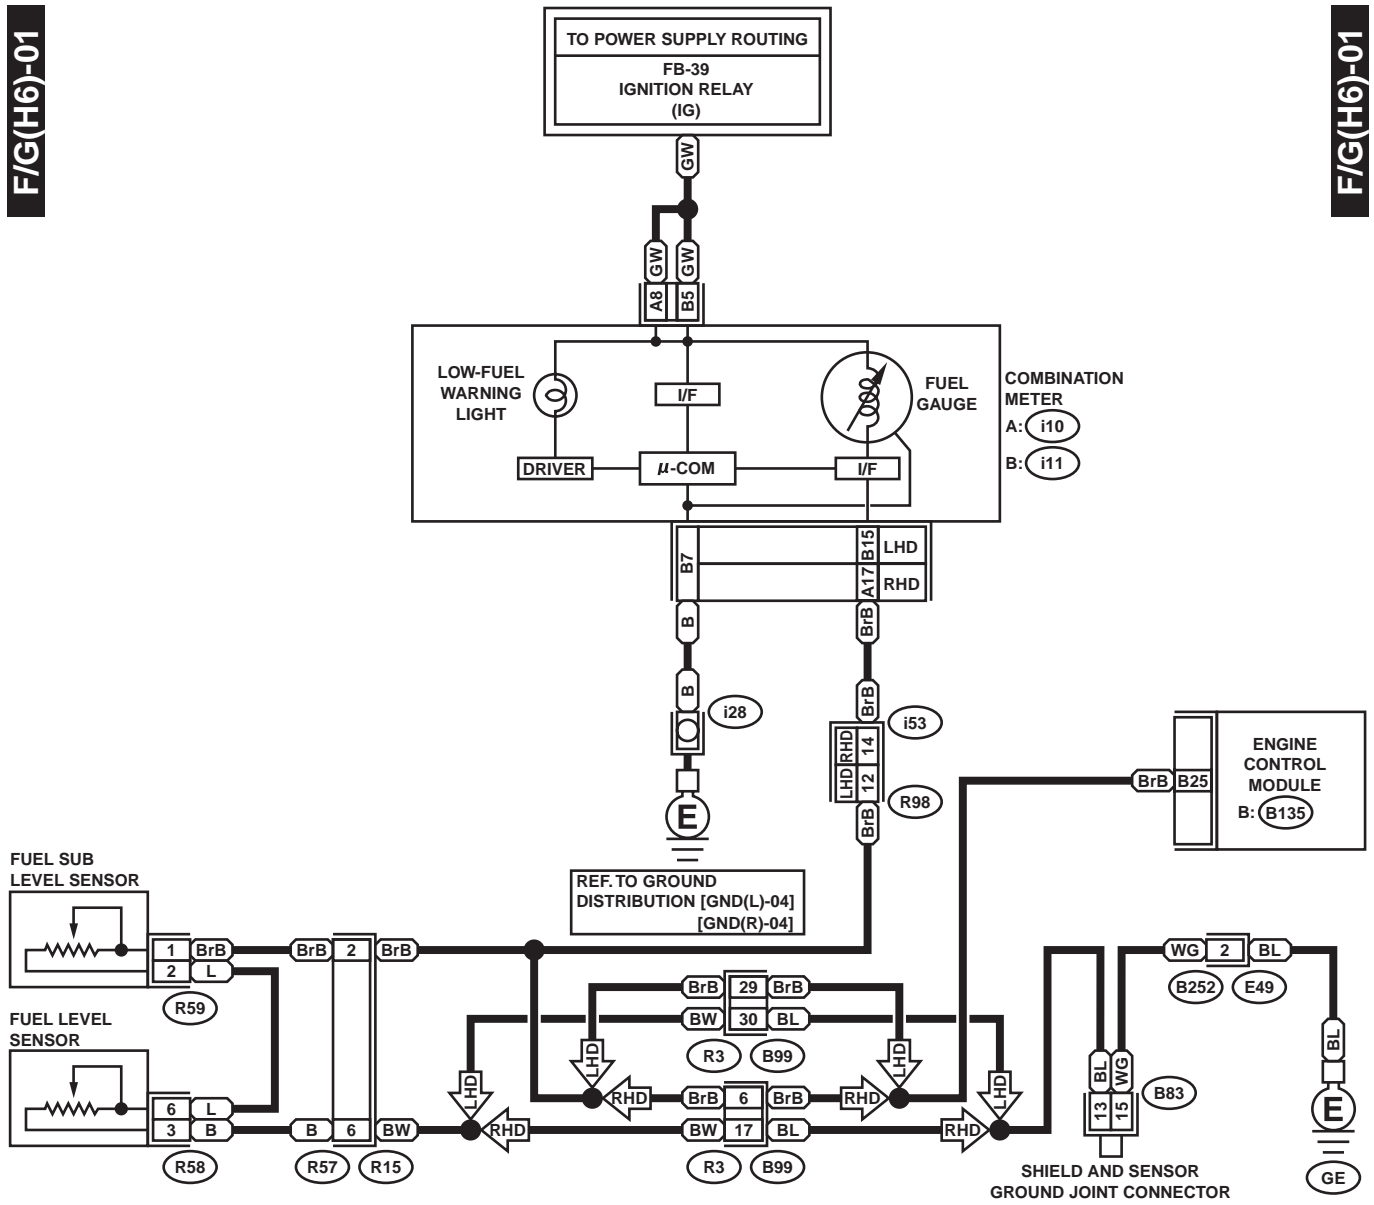 F/G(H6)-01
F/G(H6)-01
TO POWER SUPPLY ROUTING
FB-39
IGNITION RELAY
(IG)
GW
GW
GW
A8
B5
LOW-FUEL
WARNING
LIGHT
I/F
FUEL
GAUGE
COMBINATION
METER
A: i10
B: i11
DRIVER
μ-COM
I/F
B7
B15
LHD
A17
RHD
B
BrB
B
BrB
i28
i53
RHD
14
LHD
12
R98
BrB
E
REF. TO GROUND
DISTRIBUTION [GND(L)-04]
[GND(R)-04]
ENGINE
CONTROL
MODULE
B: B135
BrB
B25
FUEL SUB
LEVEL SENSOR
1
BrB
BrB
2
BrB
2
L
R59
FUEL LEVEL
SENSOR
6
L
3
B
B
6
BW
R58
R57
R15
BrB
29
BrB
BW
30
BL
R3
B99
LHD
LHD
LHD
LHD
RHD
BrB
6
BrB
RHD
RHD
BW
17
BL
RHD
R3
B99
WG
2
BL
B252
E49
BL
WG
13
15
B83
SHIELD AND SENSOR
GROUND JOINT CONNECTOR
BL
E
GE